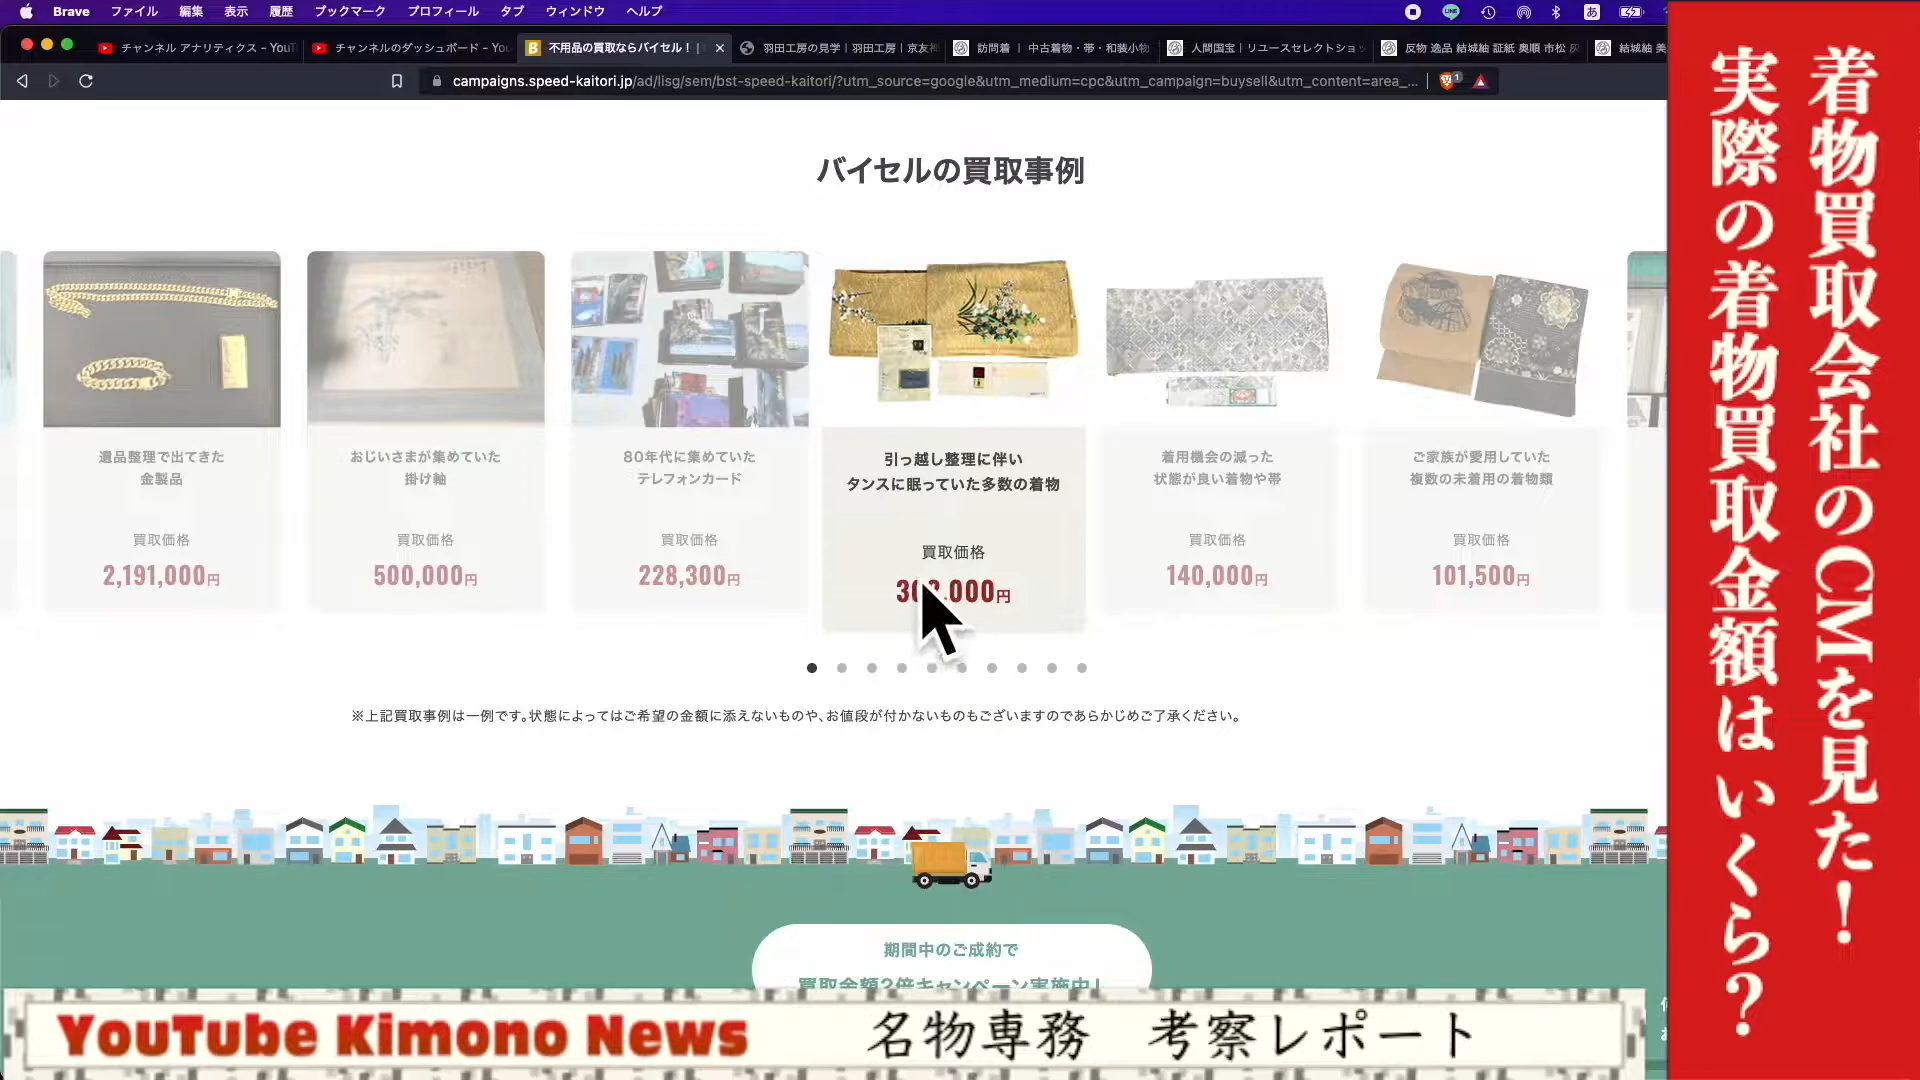 Brave ファイル 編集 表示 履歴 ブックマーク プロフィール タブ ウィンドウ ヘルプ
チャンネル アナリティクス - YouT
チャンネルのダッシュボード - You
不用品の買取ならバイセル！ |
羽田工房の見学 | 羽田工房 | 京友禅
訪問着 | 中古着物・帯・和装小物
人間国宝 | リユースセレクトショッ
反物 逸品 結城紬 証紙 奥順 市松 灰
結城紬 美
campaigns.speed-kaitori.jp/ad/lisg/sem/bst-speed-kaitori/?utm_source=google&utm_medium=cpc&utm_campaign=buysell&utm_content=area_...
バイセルの買取事例
遺品整理で出てきた
金製品
買取価格
2,191,000円
おじいさまが集めていた
掛け軸
買取価格
500,000円
80年代に集めていた
テレフォンカード
買取価格
228,300円
引っ越し整理に伴い
タンスに眠っていた多数の着物
買取価格
着用機会の減った
状態が良い着物や帯
買取価格
140,000円
ご家族が愛用していた
複数の未着用の着物類
買取価格
101,500円
※上記買取事例は一例です。状態によってはご希望の金額に添えないものや、お値段が付かないものもございますのであらかじめご了承ください。
期間中のご成約で
買取金額2倍キャンペーン実施中！
YouTube Kimono News 名物専務 考察レポート
着物買取会社のCMを見た！
実際の着物買取金額はいくら？